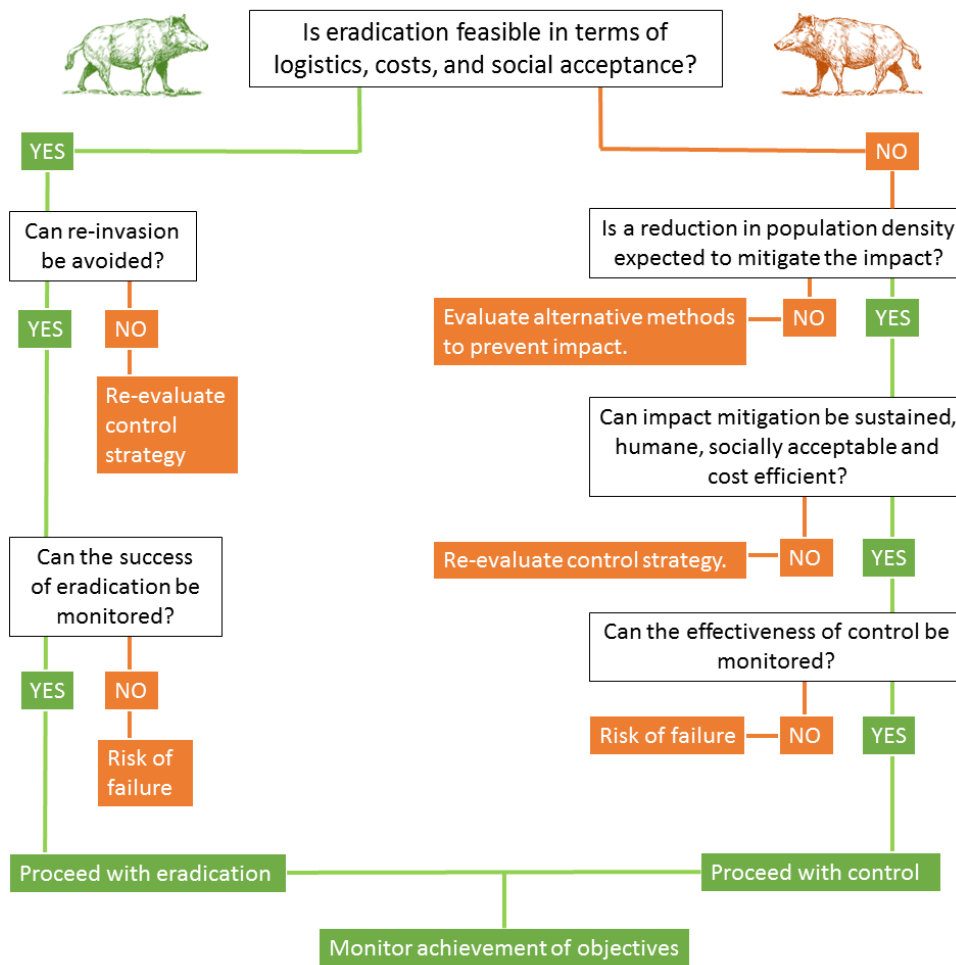 Is eradication feasible in terms of
logistics, costs, and social acceptance?
YES
NO
Can re-invasion
be avoided?
YES
NO
Re-evaluate
control
strategy
Can the success
of eradication be
monitored?
YES
NO
Risk of
failure
Proceed with eradication
Is a reduction in population density
expected to mitigate the impact?
NO
YES
Evaluate alternative methods
to prevent impact.
Can impact mitigation be sustained,
humane, socially acceptable and
cost efficient?
NO
YES
Re-evaluate control strategy.
Can the effectiveness of control be
monitored?
NO
YES
Risk of failure
Proceed with control
Monitor achievement of objectives